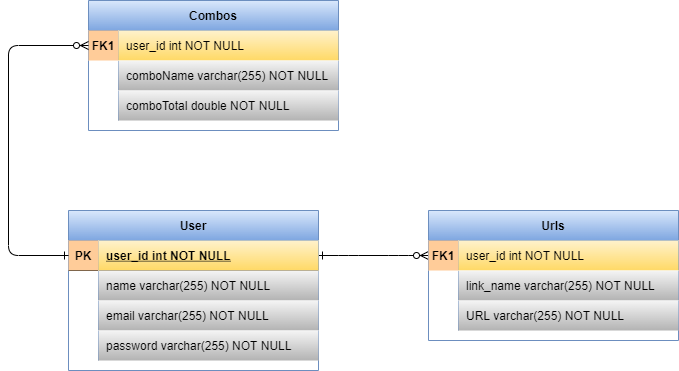 Combos
FK1 user_id int NOT NULL
comboName varchar(255) NOT NULL
comboTotal double NOT NULL
User
PK user_id int NOT NULL
name varchar(255) NOT NULL
email varchar(255) NOT NULL
password varchar(255) NOT NULL
Urls
FK1 user_id int NOT NULL
link_name varchar(255) NOT NULL
URL varchar(255) NOT NULL